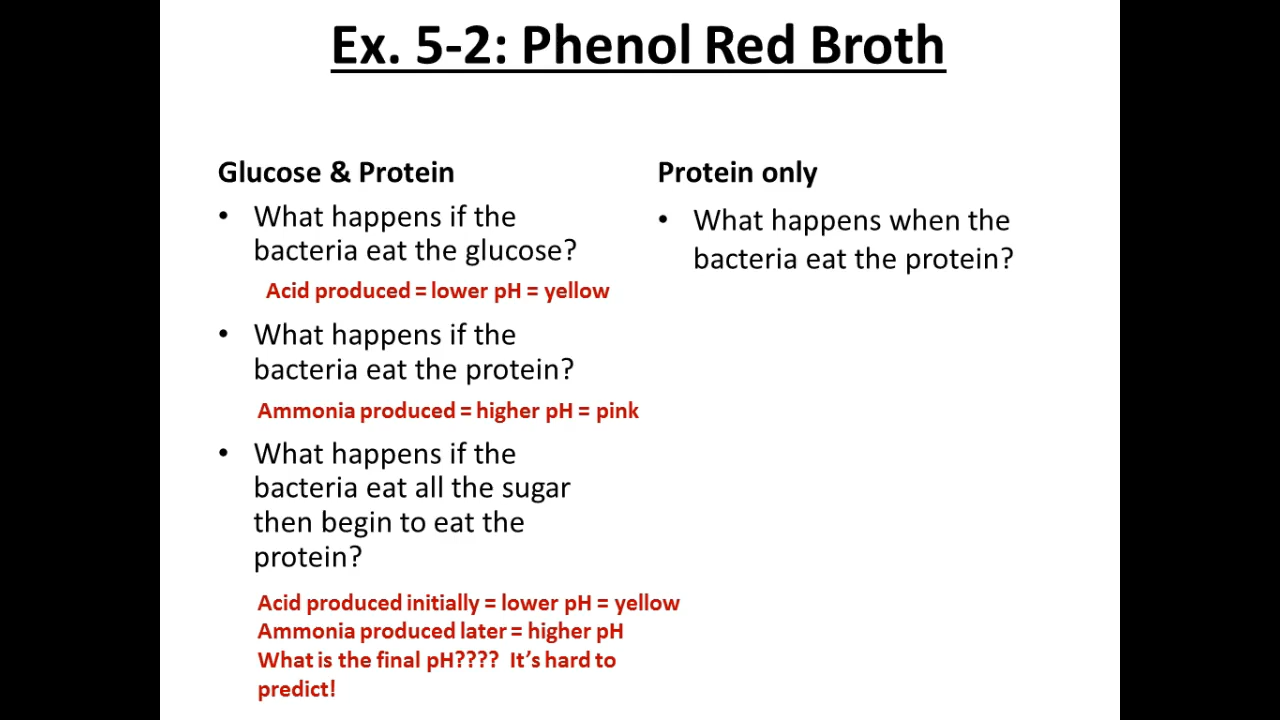 Ex. 5-2: Phenol Red Broth
Glucose & Protein
• What happens if the
bacteria eat the glucose?
Acid produced = lower pH = yellow
• What happens if the
bacteria eat the protein?
Ammonia produced = higher pH = pink
• What happens if the
bacteria eat all the sugar
then begin to eat the
protein?
Acid produced initially = lower pH = yellow
Ammonia produced later = higher pH
What is the final pH???? It's hard to
predict!
Protein only
• What happens when the
bacteria eat the protein?